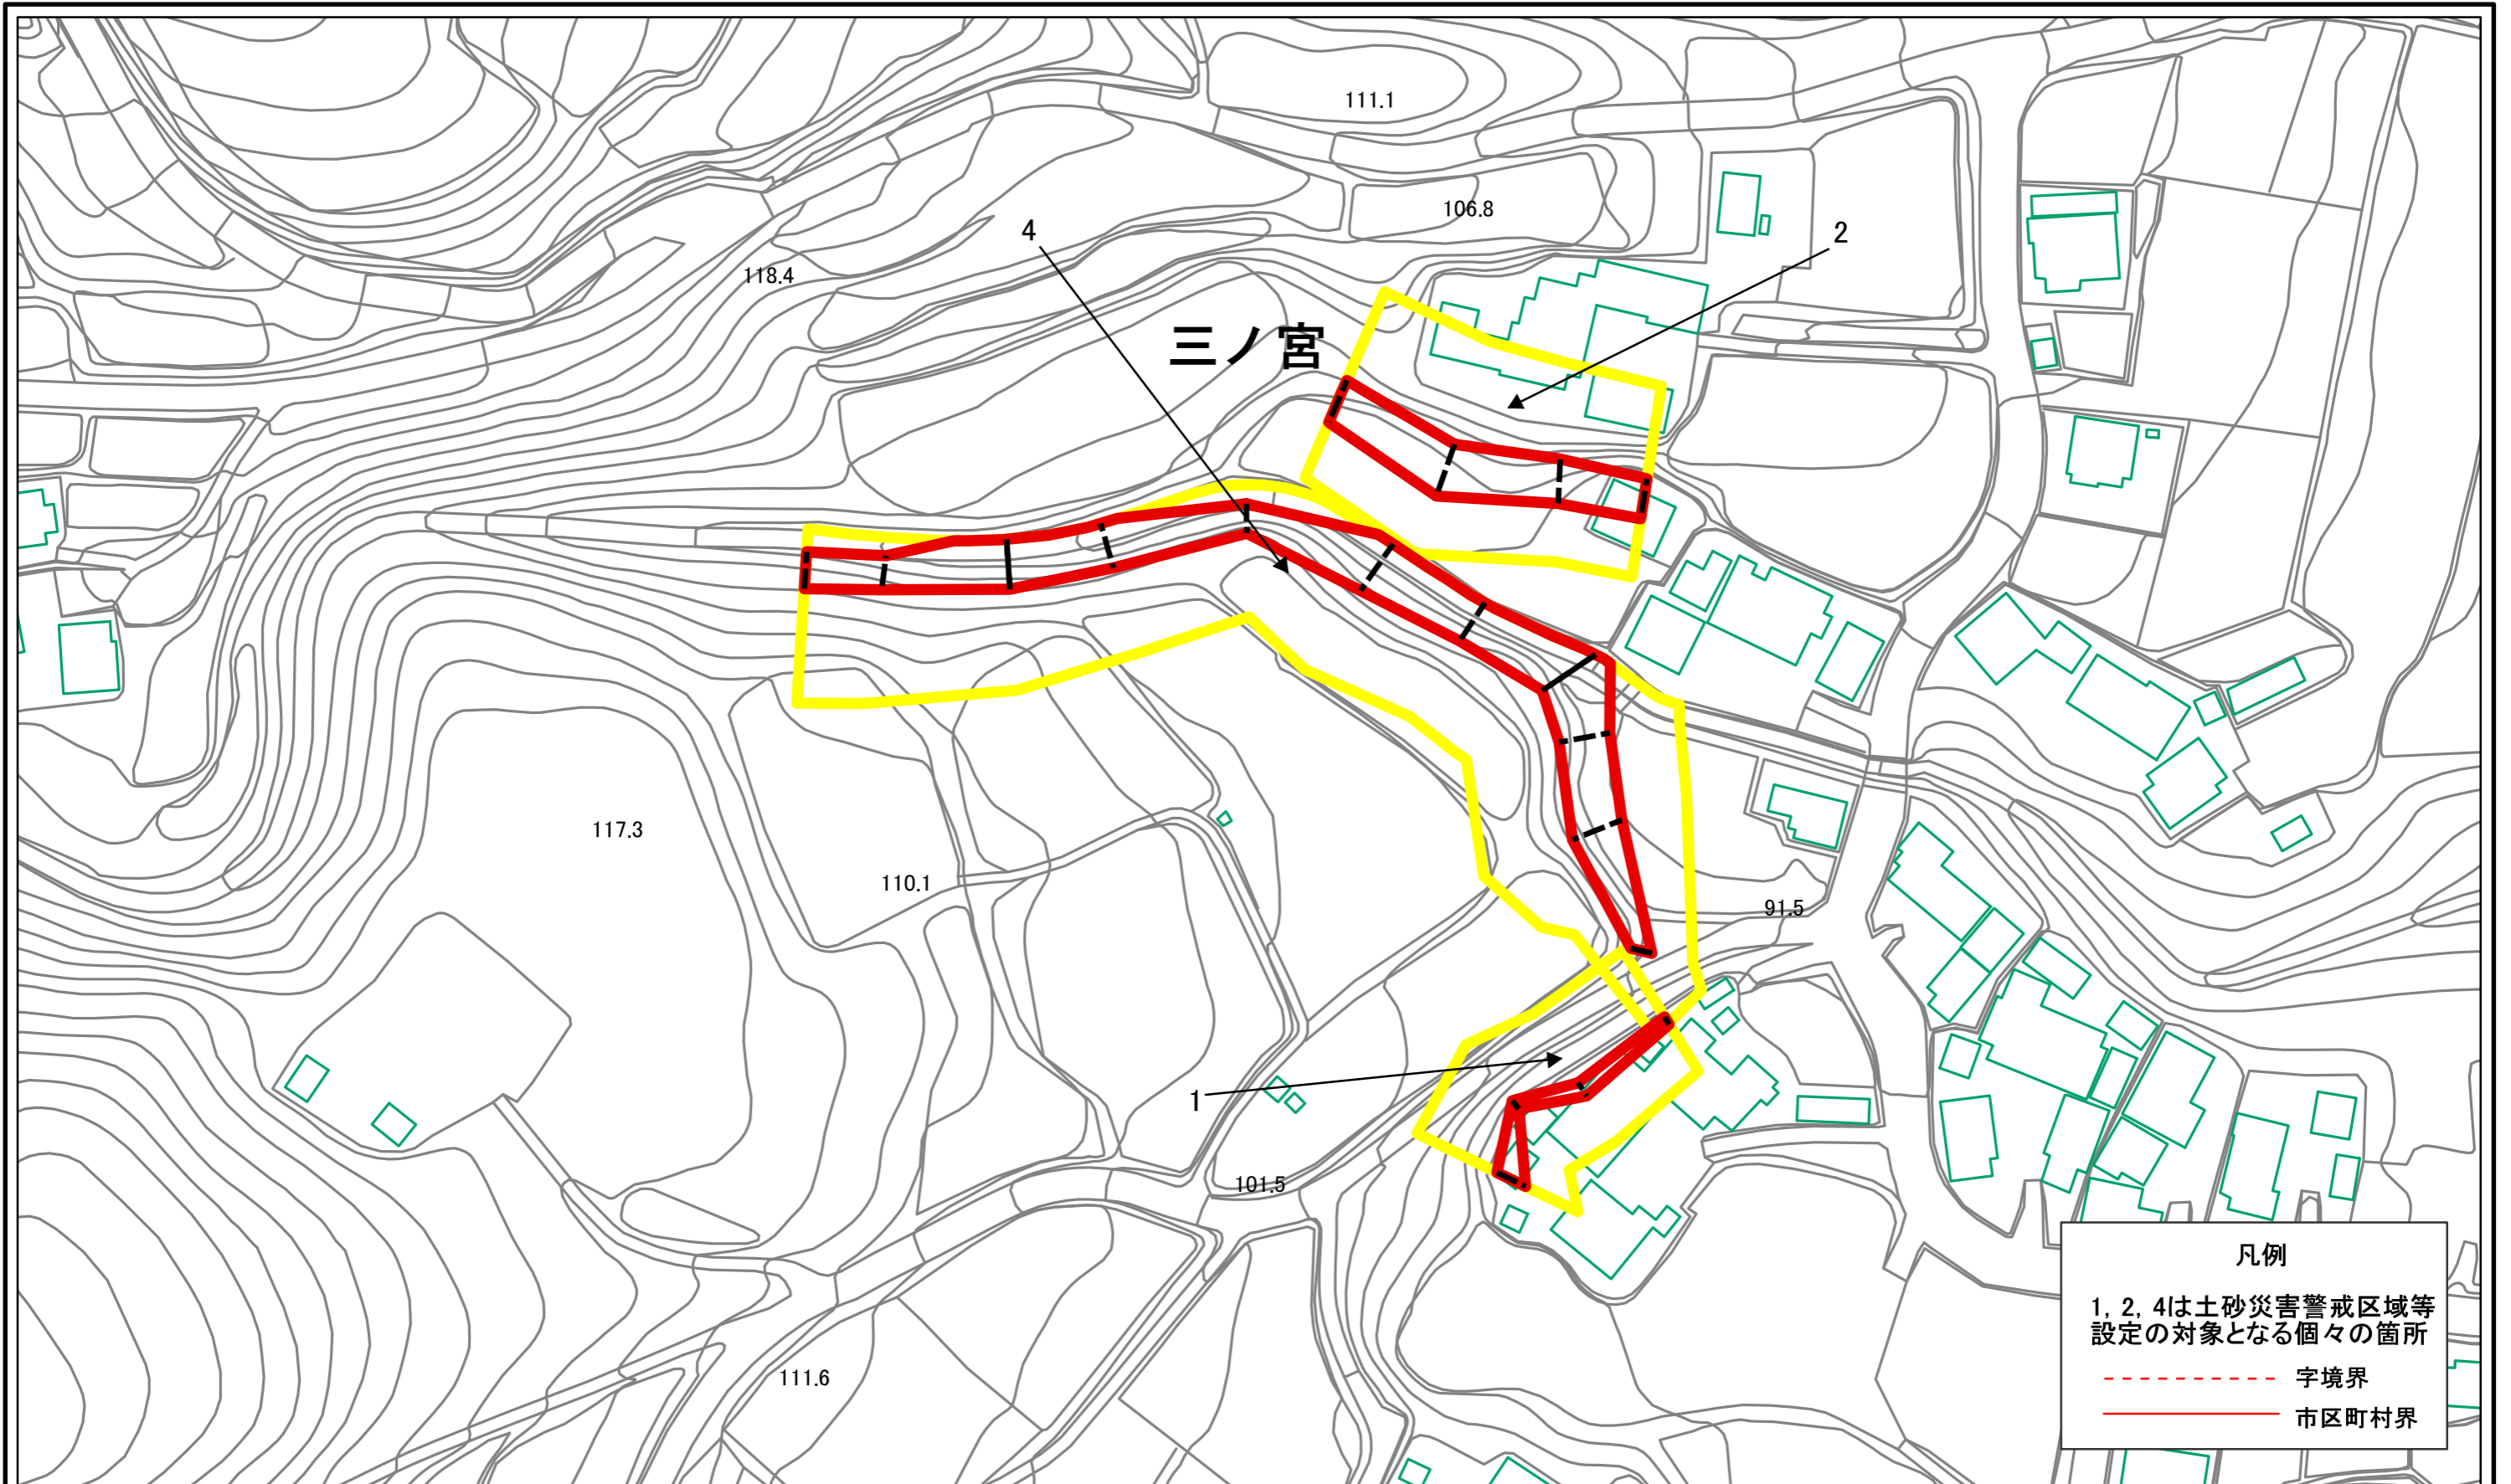 111.1
106.8
4
2
118.4
三ノ宮
117.3
110.1
91.5
1
101.5
111.6
凡例
1, 2, 4は土砂災害警戒区域等
設定の対象となる個々の箇所
字境界
市区町村界